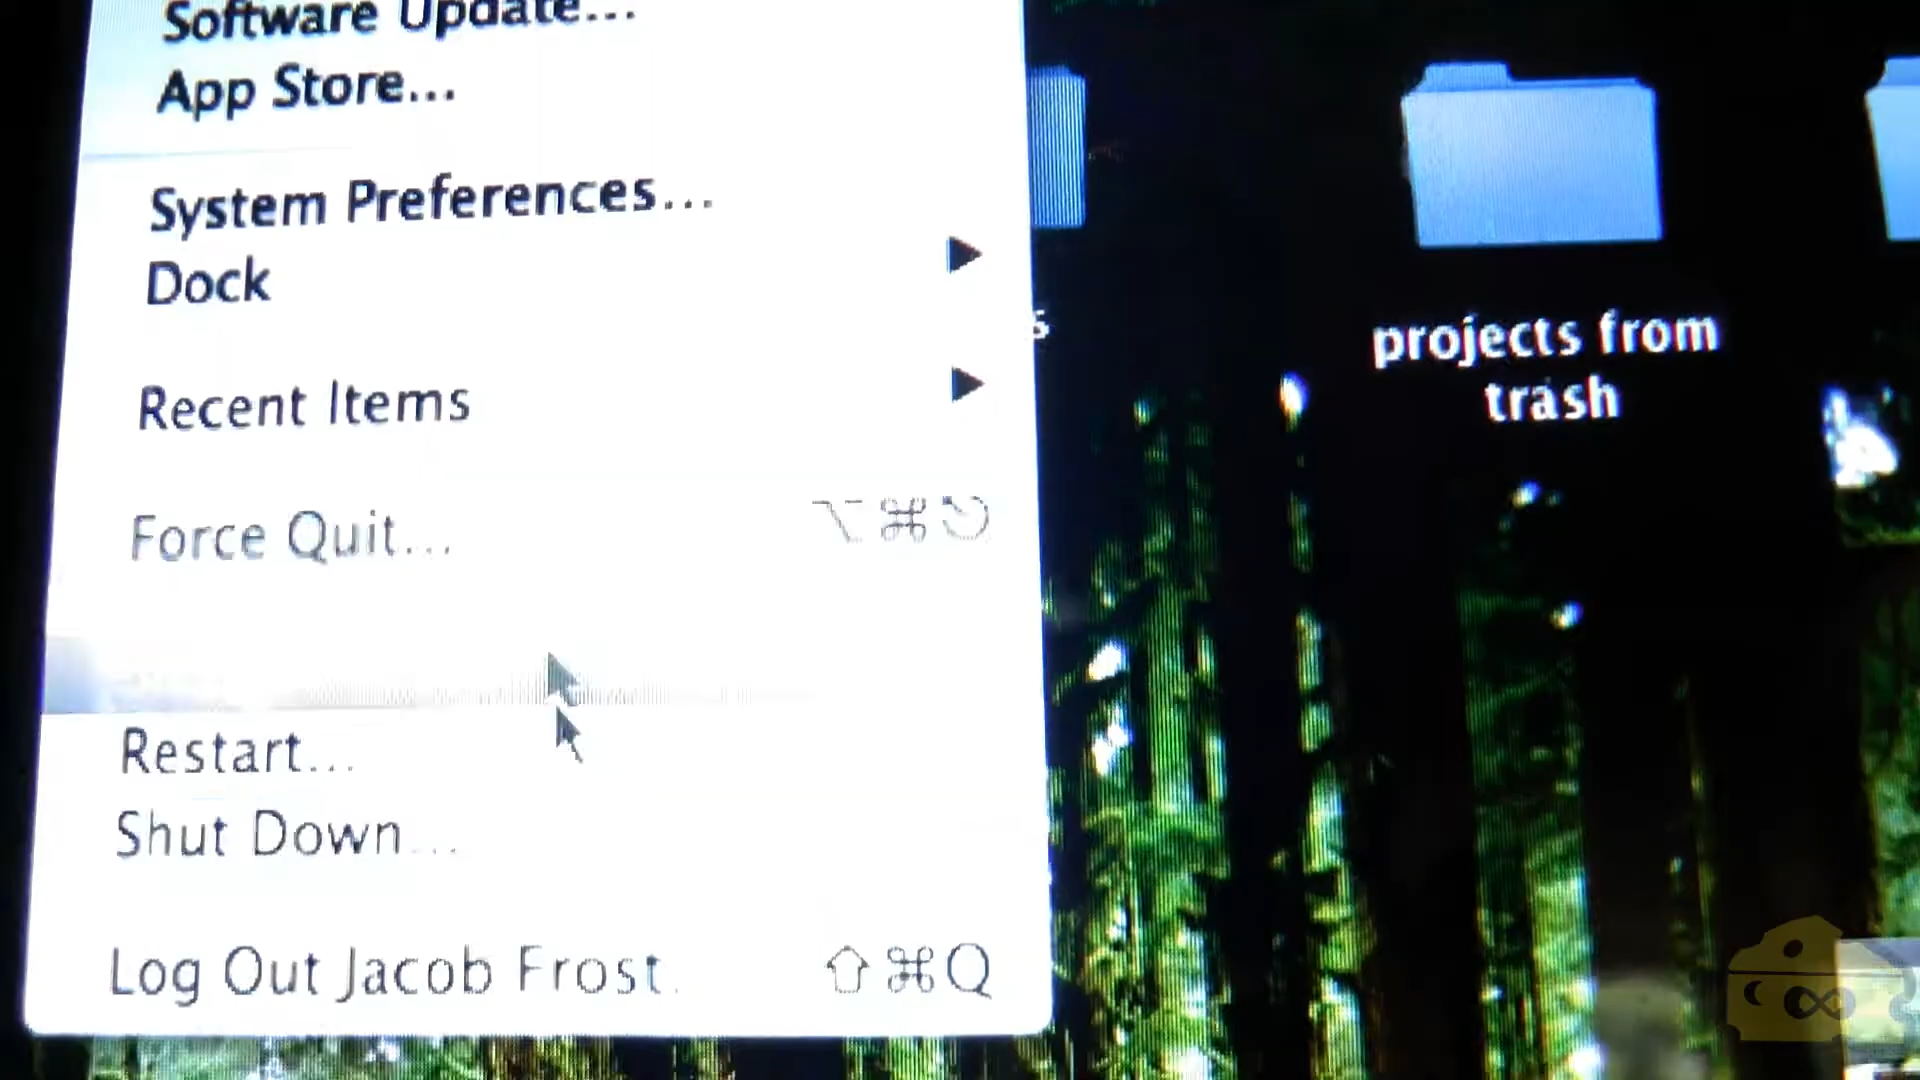 Software Update...
App Store...
System Preferences...
Dock
Recent Items
Force Quit... ⌥⌘⎋
Restart...
Shut Down...
Log Out Jacob Frost. ⇧⌘Q
projects from
trash